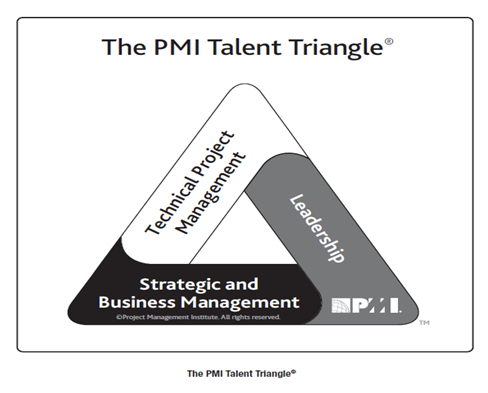 The PMI Talent Triangle®
Technical Project
Management
Leadership
Strategic and
Business Management
©Project Management Institute. All rights reserved.
PMI.
TM
The PMI Talent Triangle®